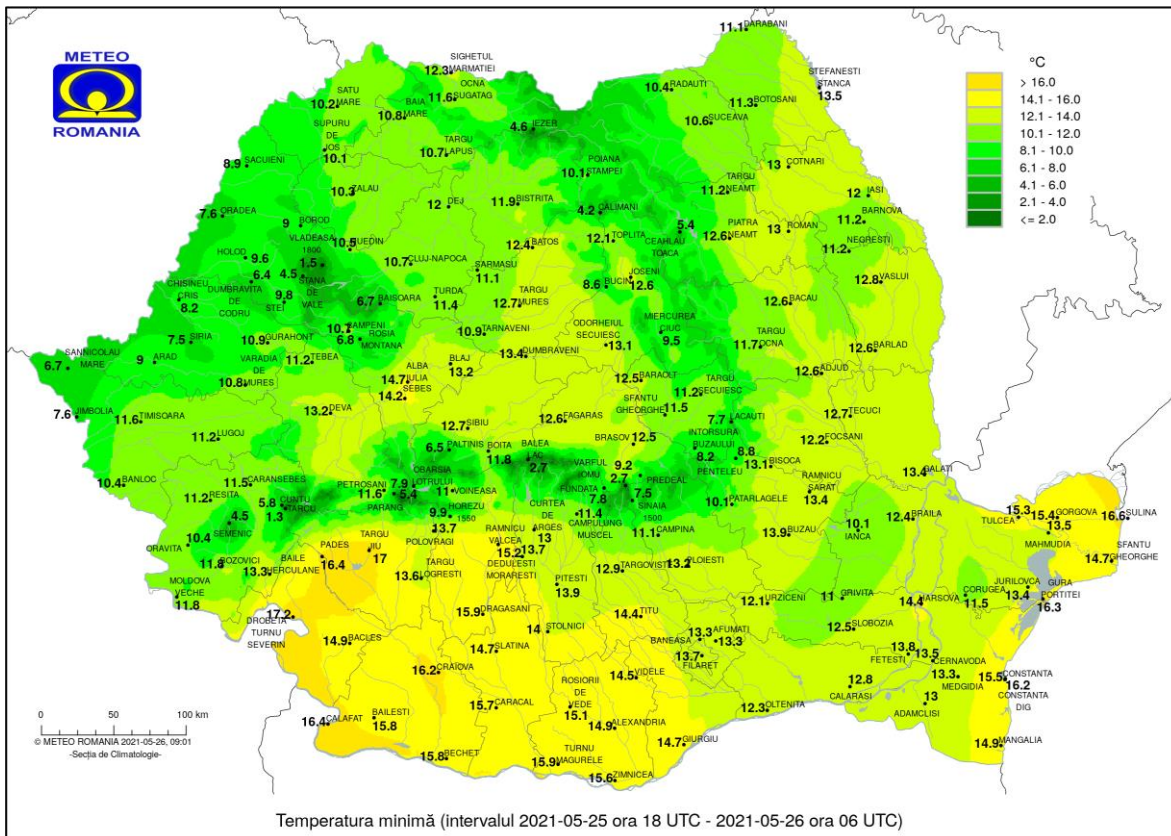 METEO
ROMANIA
°C
> 16.0
14.1 - 16.0
12.1 - 14.0
10.1 - 12.0
8.1 - 10.0
6.1 - 8.0
4.1 - 6.0
2.1 - 4.0
<= 2.0
11.1 DARABANI
12.3 SIGHETUL
MARMATIEI
11.6 OCNA
SUGATAG
10.4 RADAUTI
STEFANESTI
STANCA
13.5
10.2 SATU
MARE
10.8 BAIA
MARE
11.3 BOTOSANI
10.6 SUCEAVA
4.6 IEZER
SUPURU
DE
JOS
10.1
10.7 TARGU
LAPUS
8.9 SACUIENI
10.1 POIANA
STAMPEI
13 COTNARI
10.3 ZALAU
12 DEJ
11.9 BISTRITA
4.2 CALIMANI
11.2 TARGU
NEAMT
12 IASI
7.6 ORADEA
9 BOROD
5.4
CEAHLAU
TOACA
12.6 PIATRA
NEAMT
13 ROMAN
11.2 BARNOVA
VLADEASA
1800
1.5
10.5 HUEDIN
12.4 BATOS
12.1 TOPLITA
11.2 NEGRESTI
HOLOD 9.6
6.4
DUMBRAVITA
DE
CODRU
4.5
STANA
DE
VALE
10.7 CLUJ-NAPOCA
SARMASU
11.1
8.6 BUCIN
JOSENI
12.6
12.8 VASLUI
CHISINEU
CRIS
8.2
9.8
STEI
6.7 BAISOARA
TURDA
11.4
12.7 TARGU
MURES
12.6 BACAU
7.5 SIRIA
10.9 GURAHONT
10.7 CAMPENI
6.8 ROSIA
MONTANA
10.9 TARNAVENI
ODORHEIUL
SECUIESC
13.1
MIERCUREA
CIUC
9.5
11.7 TARGU
OCNA
12.6 BARLAD
SANNICOLAU
MARE
6.7
9 ARAD
VARADIA
DE
MURES
10.8
11.2 TEBEA
BLAJ
13.2
13.4 DUMBRAVENI
12.6 ADJUD
14.7 ALBA
IULIA
14.2 SEBES
12.5 BARAOLT
11.2 TARGU
SECUIESC
7.6 JIMBOLIA
11.6 TIMISOARA
13.2 DEVA
12.6 FAGARAS
SFANTU
GHEORGHE
11.5
7.7 LACAUTI
12.7 TECUCI
11.2 LUGOJ
12.7 SIBIU
BRASOV 12.5
INTORSURA
BUZAULUI
8.2
12.2 FOCSANI
6.5 PALTINIS
BOITA
11.8
BALEA
LAC
2.7
8.8
PENTELEU
13.1 BISOCA
13.4 GALATI
10.4 BANLOC
11.5 CARANSEBES
11.2 RESITA
PETROSANI
11.6
7.9 OBARSIA
LOTRULUI
5.4
PARANG
11 VOINEASA
VARFUL
OMU
2.7
9.2
PREDEAL
FUNDATA
7.8
7.5
SINAIA
1500
10.1 PATARLAGELE
RAMNICU
SARAT
13.4
5.8 CUNTU
1.3 TARCU
4.5
SEMENIC
9.9 HOREZU
1550
13.7
POLOVRAGI
CURTEA
DE
ARGES
13
11.4
CAMPULUNG
MUSCEL
11.1 CAMPINA
13.9 BUZAU
10.1
IANCA
12.4 BRAILA
15.3
TULCEA
15.4 GORGOVA
13.5
MAHMUDIA
16.6 SULINA
10.4
ORAVITA
11.8 BOZOVICI
13.3 BAILE
HERCULANE
PADES
16.4
TARGU
JIU
17
RAMNICU
VALCEA
15.2
13.7
DEDULESTI
MORARESTI
12.9 TARGOVISTE
13.2 PLOIESTI
14.7 SFANTU
GHEORGHE
MOLDOVA
VECHE
11.8
13.6 TARGU
LOGRESTI
PITESTI
13.9
12.1 URZICENI
11 GRIVITA
14.4 HARSOVA
CORUGEA
11.5
JURILOVCA
13.4
GURA
PORTITEI
16.3
17.2
DROBETA
TURNU
SEVERIN
15.9 DRAGASANI
14 STOLNICI
14.4 TITU
12.5 SLOBOZIA
14.9 BACLES
14.7 SLATINA
BANEASA
13.3 AFUMATI
13.3
13.7
FILARET
13.8
FETESTI
13.5
CERNAVODA
16.2 CRAIOVA
14.5 VIDELE
12.8
CALARASI
13.3
MEDGIDIA
15.5 CONSTANTA
16.2
CONSTANTA
DIG
15.7 CARACAL
ROSIORII
DE
VEDE
15.1
12.3 OLTENITA
13
ADAMCLISI
16.4 CALAFAT
BAILESTI
15.8
14.9 ALEXANDRIA
14.7 GIURGIU
14.9 MANGALIA
15.8 BECHET
TURNU
15.9 MAGURELE
15.6 ZIMNICEA
0 50 100 km
© METEO ROMANIA 2021-05-26, 09:01
-Secția de Climatologie-
Temperatura minimă (intervalul 2021-05-25 ora 18 UTC - 2021-05-26 ora 06 UTC)